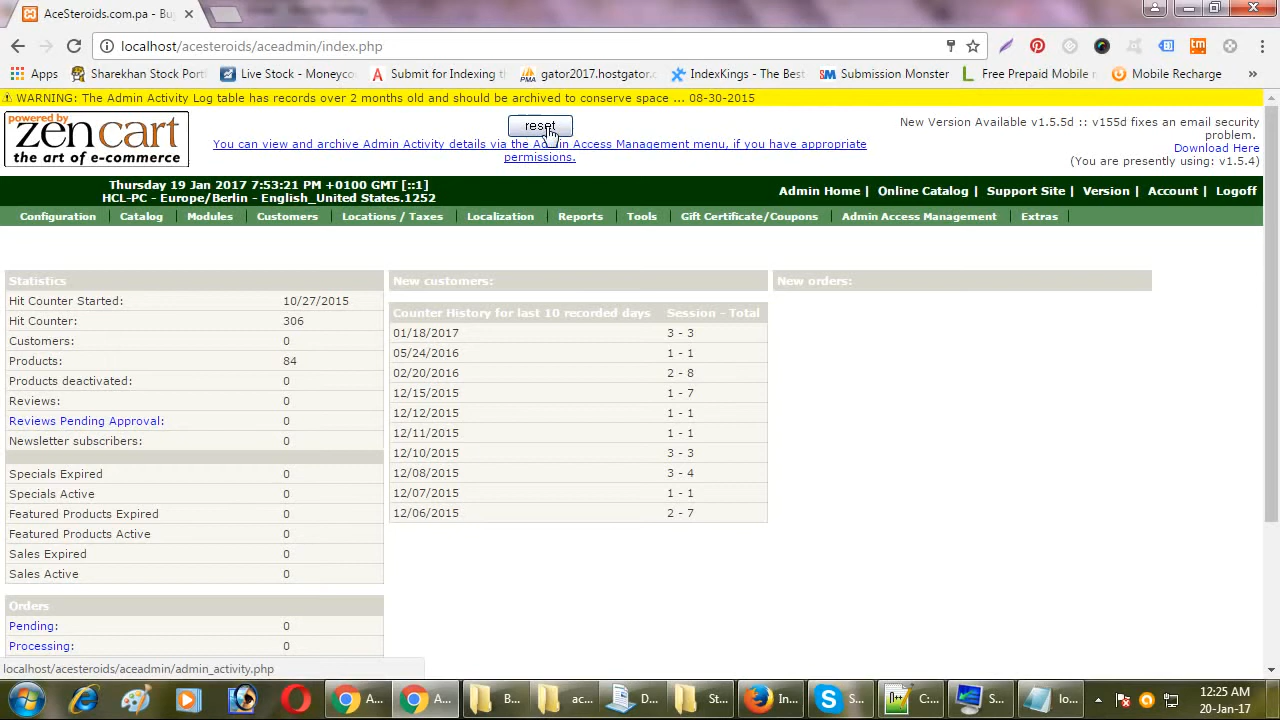 AceSteroids.com.pa - Bu
localhost/acesteroids/aceadmin/index.php
Apps Sharekhan Stock Port Live Stock - Moneyco Submit for Indexing gator2017.hostgator.c IndexKings - The Best Submission Monster Free Prepaid Mobile Mobile Recharge »
WARNING: The Admin Activity Log table has records over 2 months old and should be archived to conserve space ... 08-30-2015
powered by
zen cart
the art of e-commerce
reset
You can view and archive Admin Activity details via the Admin Access Management menu, if you have appropriate
permissions.
New Version Available v1.5.5d :: v155d fixes an email security
problem.
Download Here
(You are presently using: v1.5.4)
Thursday 19 Jan 2017 7:53:21 PM +0100 GMT [::1]
HCL-PC - Europe/Berlin - English_United States.1252
Admin Home | Online Catalog | Support Site | Version | Account | Logoff
Configuration Catalog Modules Customers Locations / Taxes Localization Reports Tools Gift Certificate/Coupons Admin Access Management Extras
Statistics
Hit Counter Started: 10/27/2015
Hit Counter: 306
Customers: 0
Products: 84
Products deactivated: 0
Reviews: 0
Reviews Pending Approval: 0
Newsletter subscribers: 0
Specials Expired 0
Specials Active 0
Featured Products Expired 0
Featured Products Active 0
Sales Expired 0
Sales Active 0
Orders
Pending: 0
Processing: 0
New customers:
Counter History for last 10 recorded days Session - Total
01/18/2017 3 - 3
05/24/2016 1 - 1
02/20/2016 2 - 8
12/15/2015 1 - 7
12/12/2015 1 - 1
12/11/2015 1 - 1
12/10/2015 3 - 3
12/08/2015 3 - 4
12/07/2015 1 - 1
12/06/2015 2 - 7
New orders:
localhost/acesteroids/aceadmin/admin_activity.php
A... A... B... ac... D... St... In... S... C:... S... lo...
12:25 AM
20-Jan-17